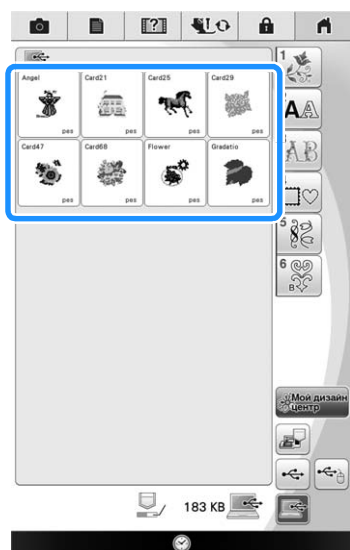 1
Angel Card21 Card25 Card29
pes pes pes pes
AA
Card47 Card68 Flower Gradatio
AB
pes pes pes pes
5
6
B
Мой дизайн
центр
183 KB